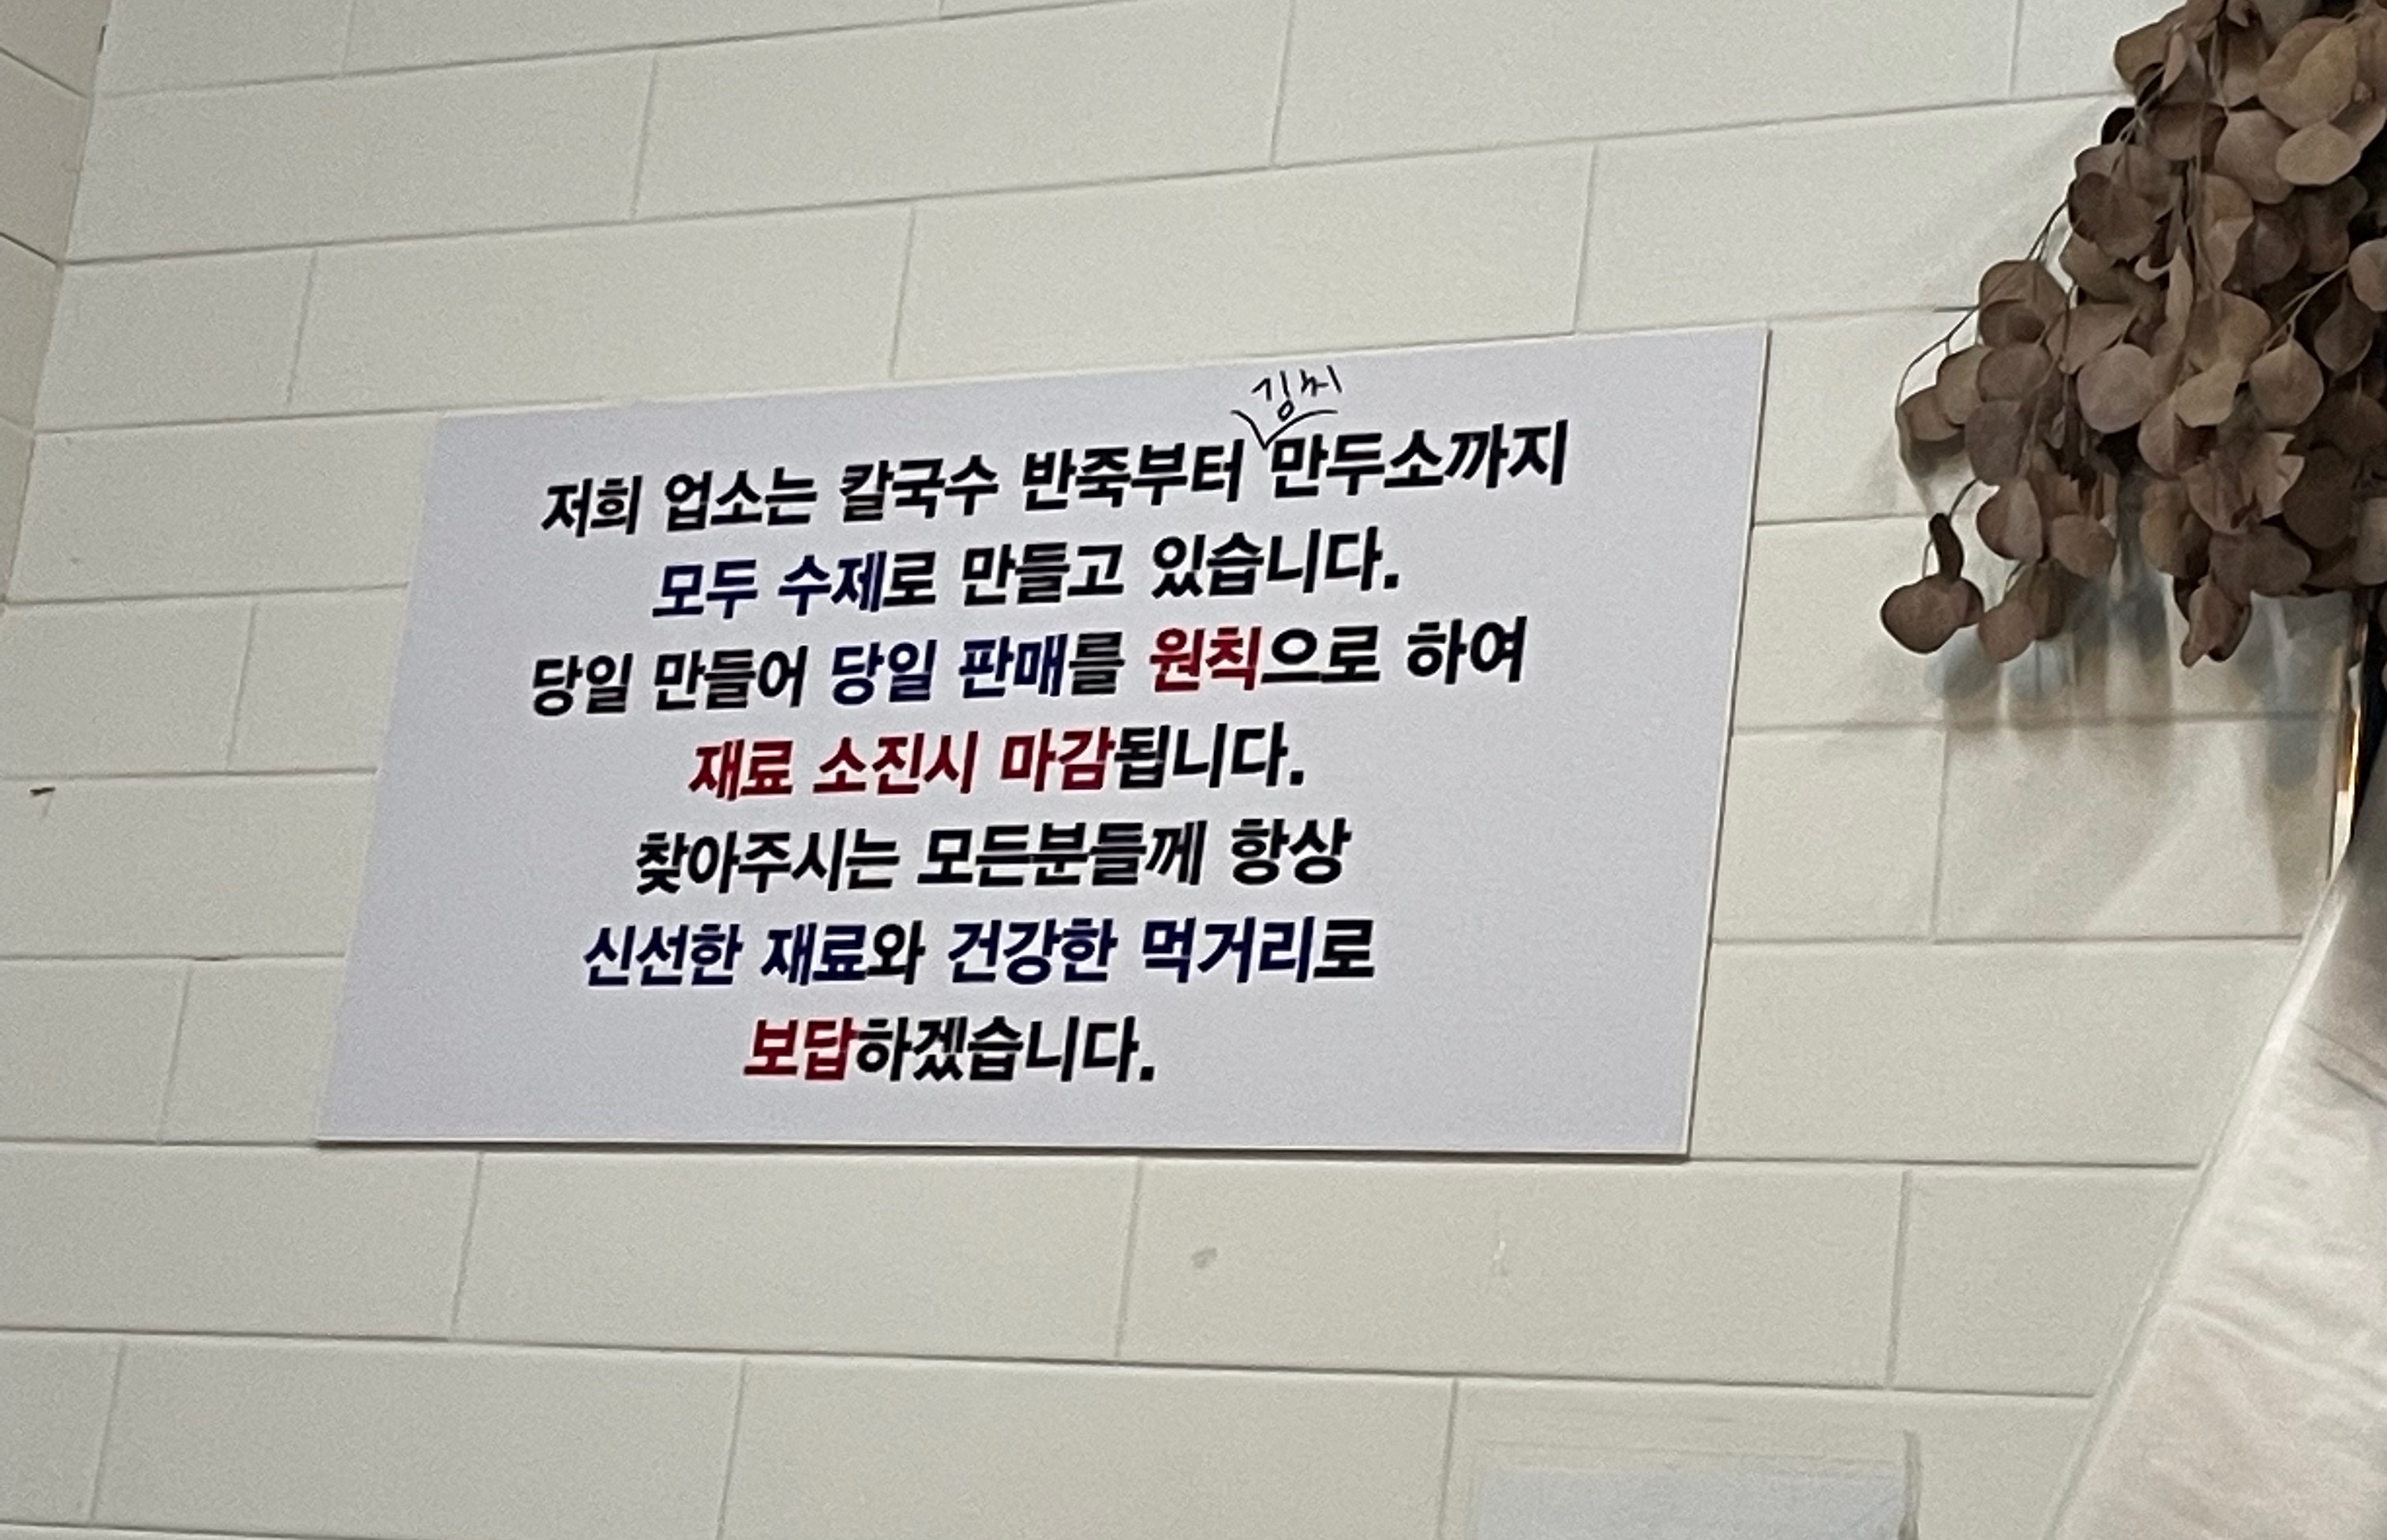 김씨
저희 업소는 칼국수 반죽부터 만두소까지
모두 수제로 만들고 있습니다.
당일 만들어 당일 판매를 원칙으로 하여
재료 소진시 마감됩니다.
찾아주시는 모든분들께 항상
신선한 재료와 건강한 먹거리로
보답하겠습니다.